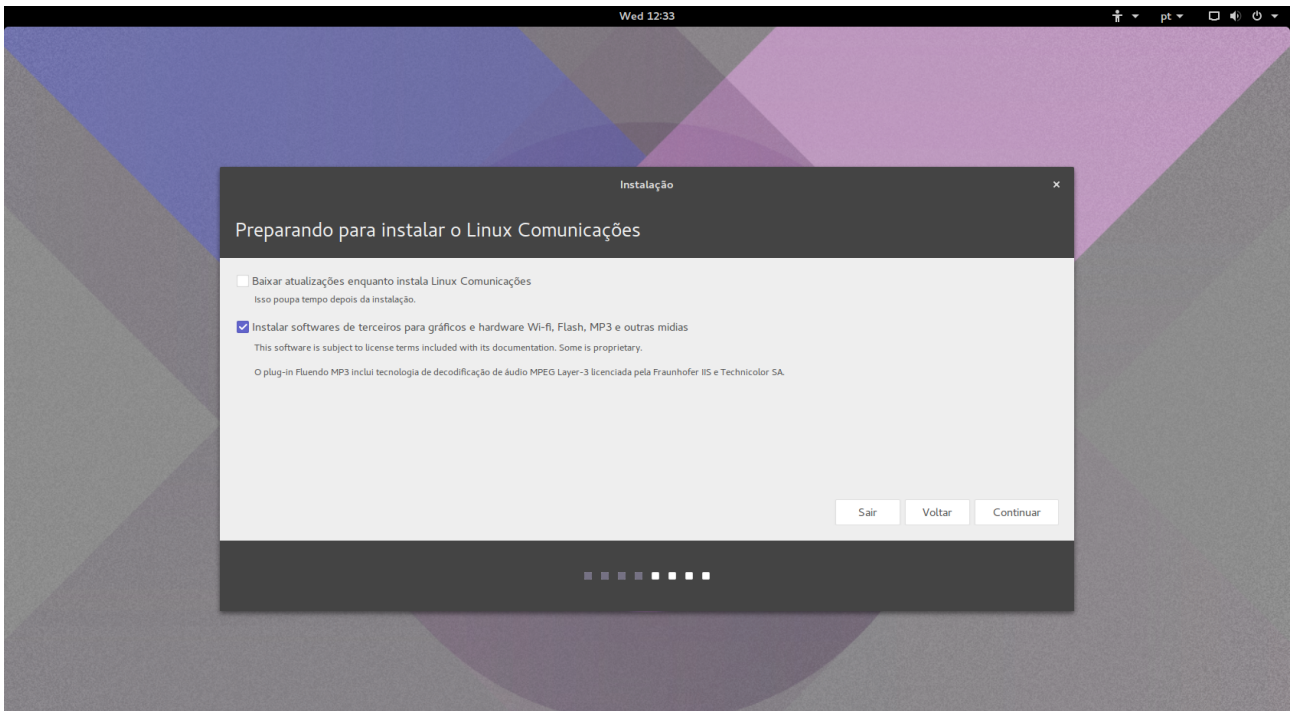 Wed 12:33
pt
Instalação
Preparando para instalar o Linux Comunicações
Baixar atualizações enquanto instala Linux Comunicações
Isso poupa tempo depois da instalação.
Instalar softwares de terceiros para gráficos e hardware Wi-fi, Flash, MP3 e outras midias
This software is subject to license terms included with its documentation. Some is proprietary.
O plug-in Fluendo MP3 inclui tecnologia de decodificação de áudio MPEG Layer-3 licenciada pela Fraunhofer IIS e Technicolor SA.
Sair Voltar Continuar